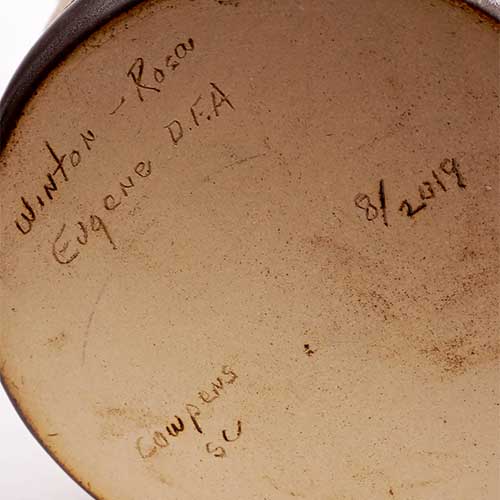 Winton - Rosa
Eugene D.F.A
8/2019
Cowpens
SC